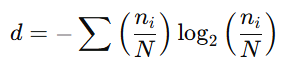 d = − ∑ (nᵢ/N) log₂ (nᵢ/N)